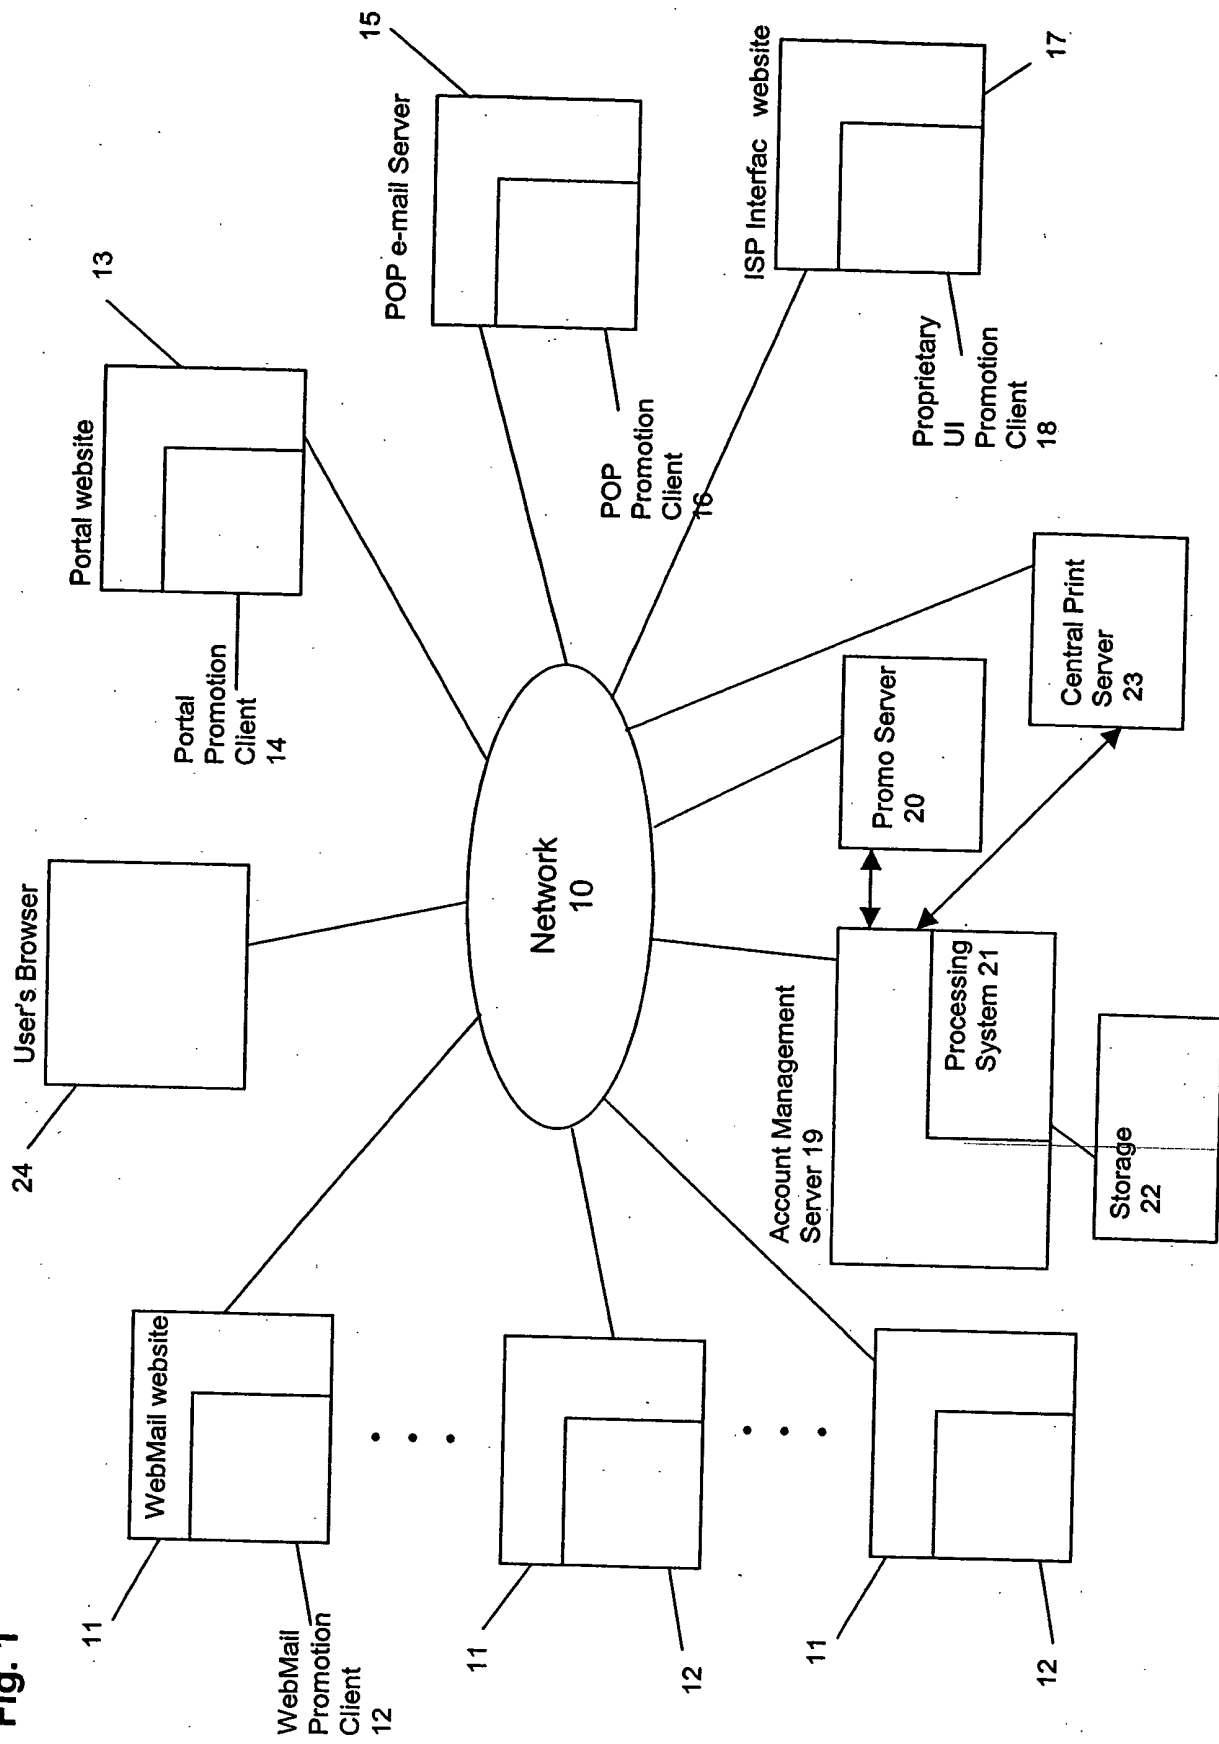 Fig. 1
24
User's Browser
Portal website
13
Portal
Promotion
Client
14
POP e-mail Server
15
POP
Promotion
Client
16
ISP Interfac website
17
Proprietary
UI
Promotion
Client
18
11
WebMail website
WebMail
Promotion
Client
12
Network
10
11
12
11
12
Account Management
Server 19
Processing
System 21
Storage
22
Promo Server
20
Central Print
Server
23